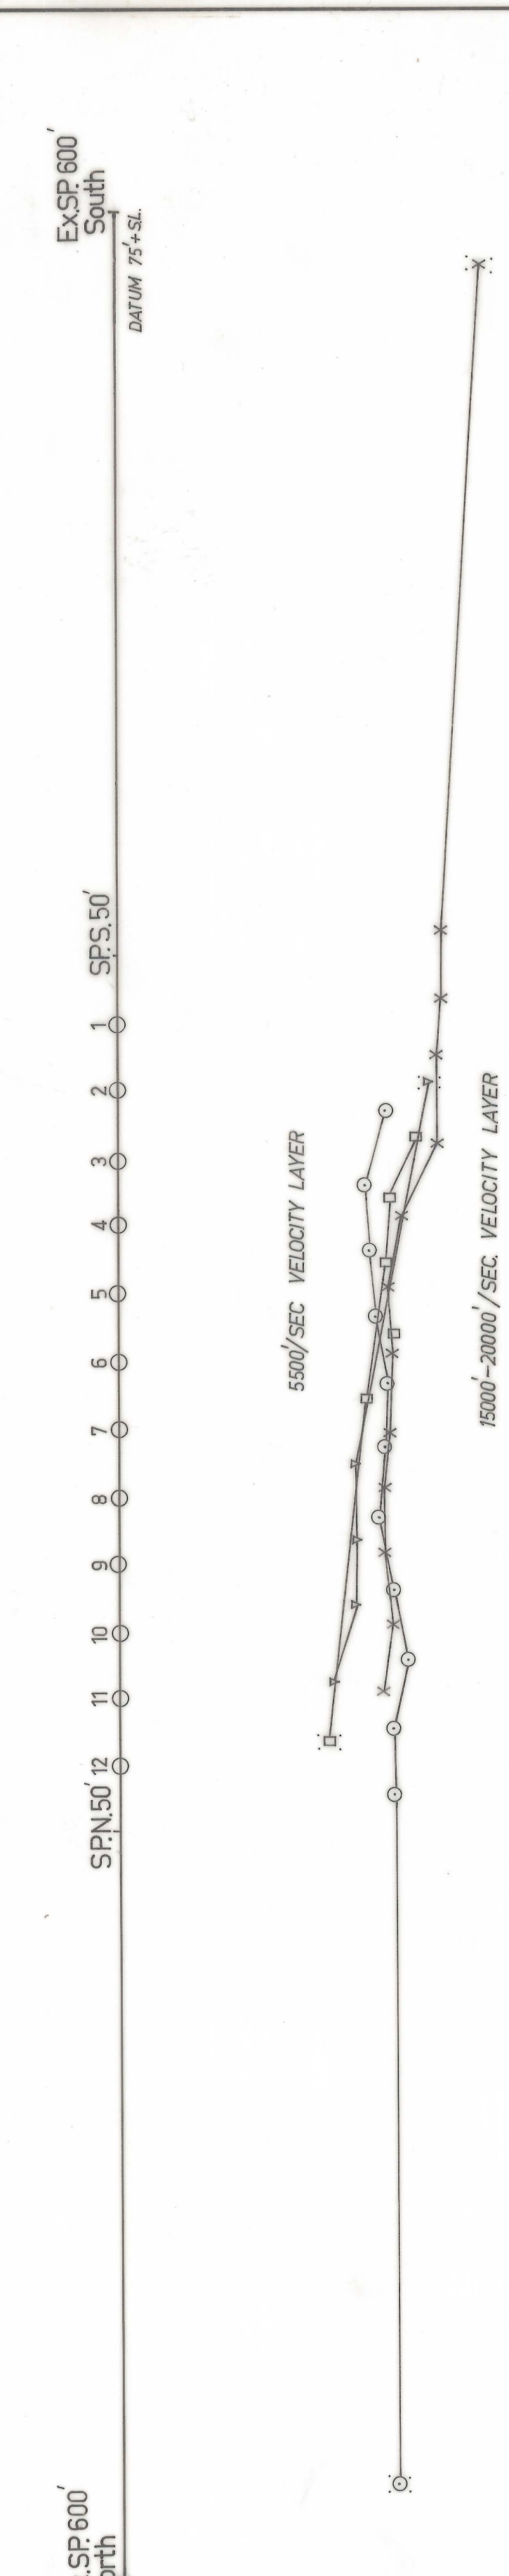 Ex.SP. 600'
South
DATUM 75'+S.L.
SP.S. 50'
1
2
3
4
5
6
7
8
9
10
11
12
SP.N. 50'
5500'/SEC VELOCITY LAYER
15000'–20000'/SEC. VELOCITY LAYER
.SP. 600'
orth